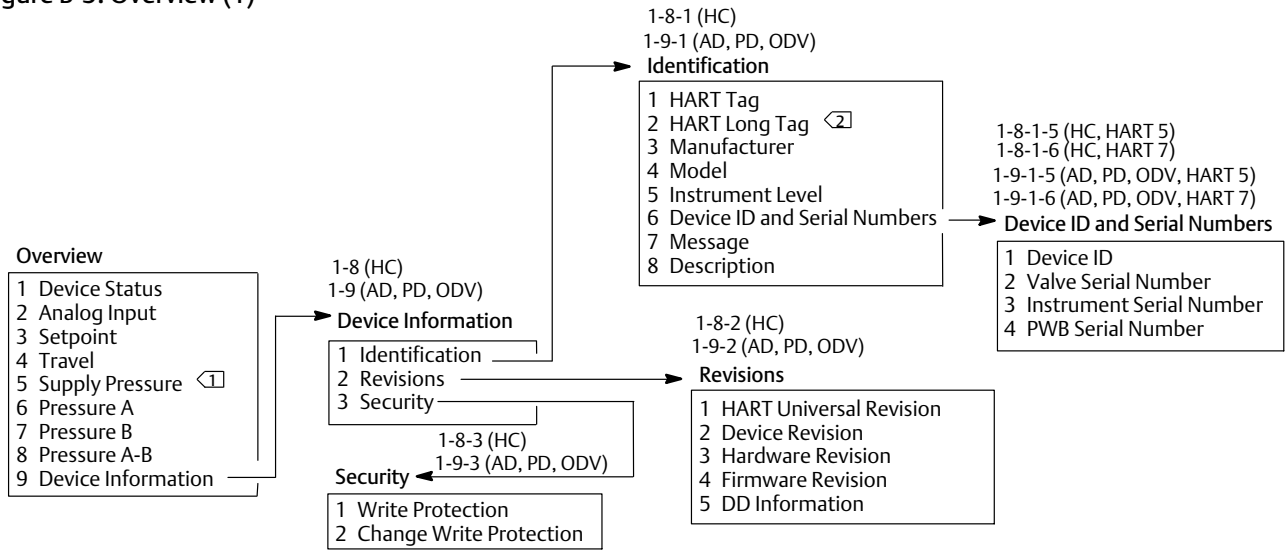 gure B-5. Overview (1)
1-8-1 (HC)
1-9-1 (AD, PD, ODV)
Identification
1 HART Tag
2 HART Long Tag 2
3 Manufacturer
4 Model
5 Instrument Level
6 Device ID and Serial Numbers
7 Message
8 Description
1-8-1-5 (HC, HART 5)
1-8-1-6 (HC, HART 7)
1-9-1-5 (AD, PD, ODV, HART 5)
1-9-1-6 (AD, PD, ODV, HART 7)
Device ID and Serial Numbers
1 Device ID
2 Valve Serial Number
3 Instrument Serial Number
4 PWB Serial Number
Overview
1 Device Status
2 Analog Input
3 Setpoint
4 Travel
5 Supply Pressure 1
6 Pressure A
7 Pressure B
8 Pressure A-B
9 Device Information
1-8 (HC)
1-9 (AD, PD, ODV)
Device Information
1 Identification
2 Revisions
3 Security
1-8-2 (HC)
1-9-2 (AD, PD, ODV)
Revisions
1 HART Universal Revision
2 Device Revision
3 Hardware Revision
4 Firmware Revision
5 DD Information
1-8-3 (HC)
1-9-3 (AD, PD, ODV)
Security
1 Write Protection
2 Change Write Protection